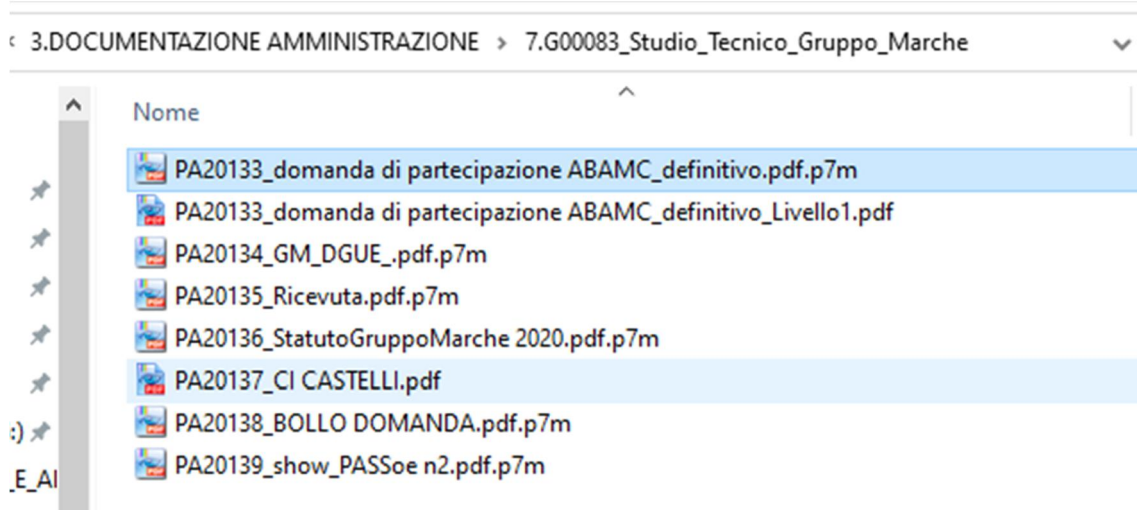 3.DOCUMENTAZIONE AMMINISTRAZIONE > 7.G00083_Studio_Tecnico_Gruppo_Marche
Nome
PA20133_domanda di partecipazione ABAMC_definitivo.pdf.p7m
PA20133_domanda di partecipazione ABAMC_definitivo_Livello1.pdf
PA20134_GM_DGUE_.pdf.p7m
PA20135_Ricevuta.pdf.p7m
PA20136_StatutoGruppoMarche 2020.pdf.p7m
PA20137_CI CASTELLI.pdf
:)
PA20138_BOLLO DOMANDA.pdf.p7m
PA20139_show_PASSoe n2.pdf.p7m
_E_AI